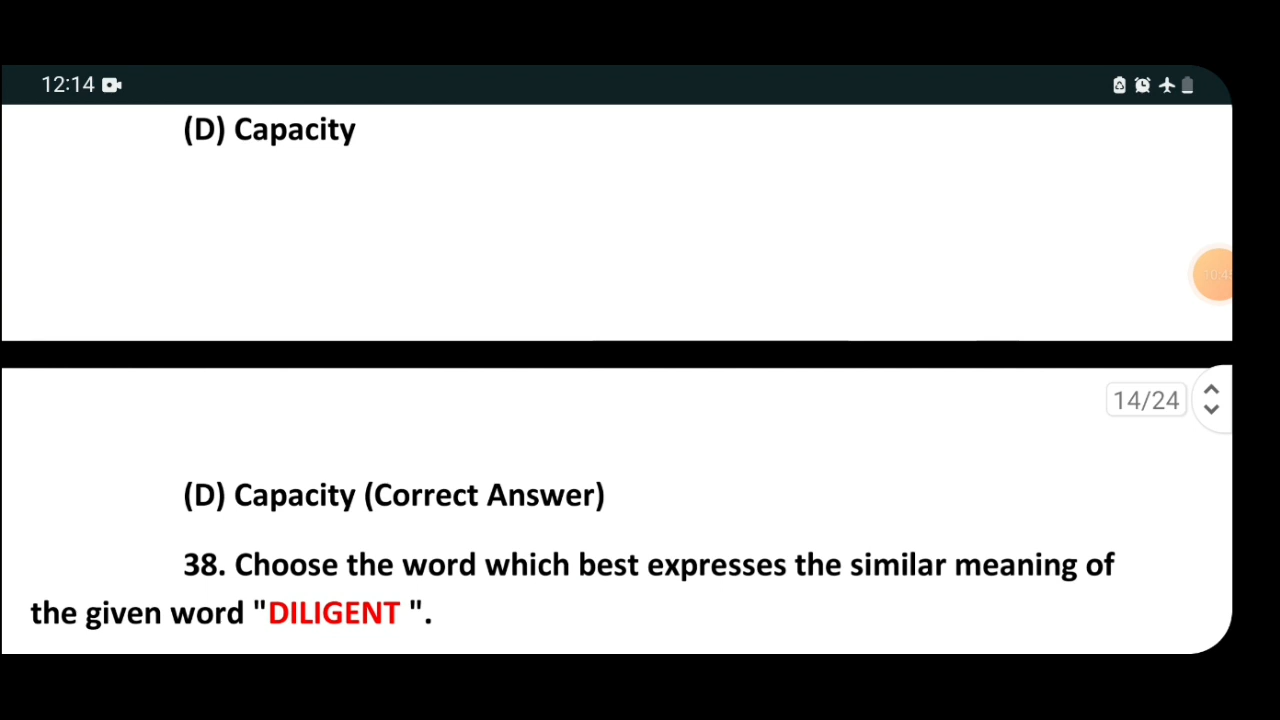 12:14
(D) Capacity
14/24
(D) Capacity (Correct Answer)
38. Choose the word which best expresses the similar meaning of
the given word "DILIGENT ".